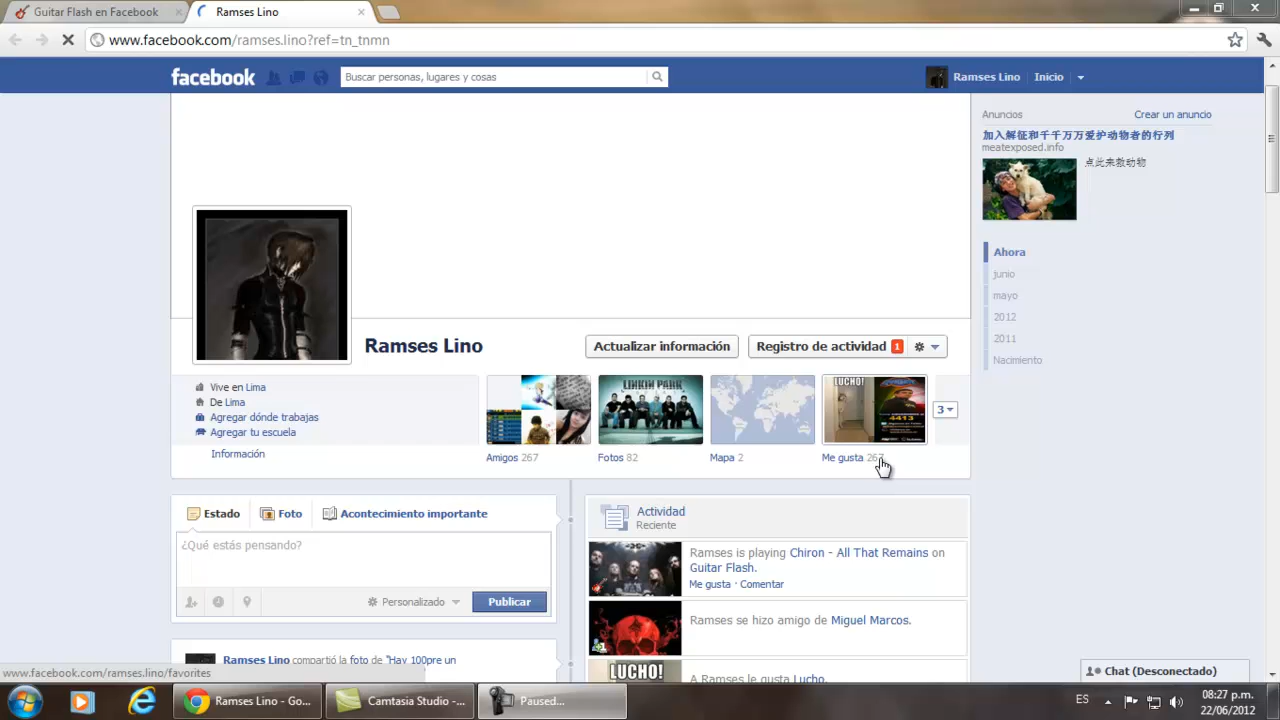 Guitar Flash en Facebook
Ramses Lino
www.facebook.com/ramses.lino?ref=tn_tnmn
facebook
Buscar personas, lugares y cosas
Ramses Lino
Inicio
Anuncios
Crear un anuncio
加入解征和千千万万爱护动物者的行列
meatexposed.info
点此来救动物
Ahora
junio
mayo
2012
2011
Nacimiento
Ramses Lino
Actualizar información
Registro de actividad 1
Vive en Lima
De Lima
Agregar dónde trabajas
Agregar tu escuela
Información
LINKIN PARK
LUCHO!
4413
3
Amigos 267
Fotos 82
Mapa 2
Me gusta
Estado
Foto
Acontecimiento importante
¿Qué estás pensando?
Personalizado
Publicar
Actividad
Reciente
Ramses is playing Chiron - All That Remains on
Guitar Flash.
Me gusta · Comentar
Ramses se hizo amigo de Miguel Marcos.
LUCHO!
A Ramses le gusta Lucho.
Ramses Lino compartió la foto de "Hay 100pre un
www.facebook.com/ramses.lino/favorites
Chat (Desconectado)
Ramses Lino - Go...
Camtasia Studio -...
Paused...
ES
08:27 p.m.
22/06/2012